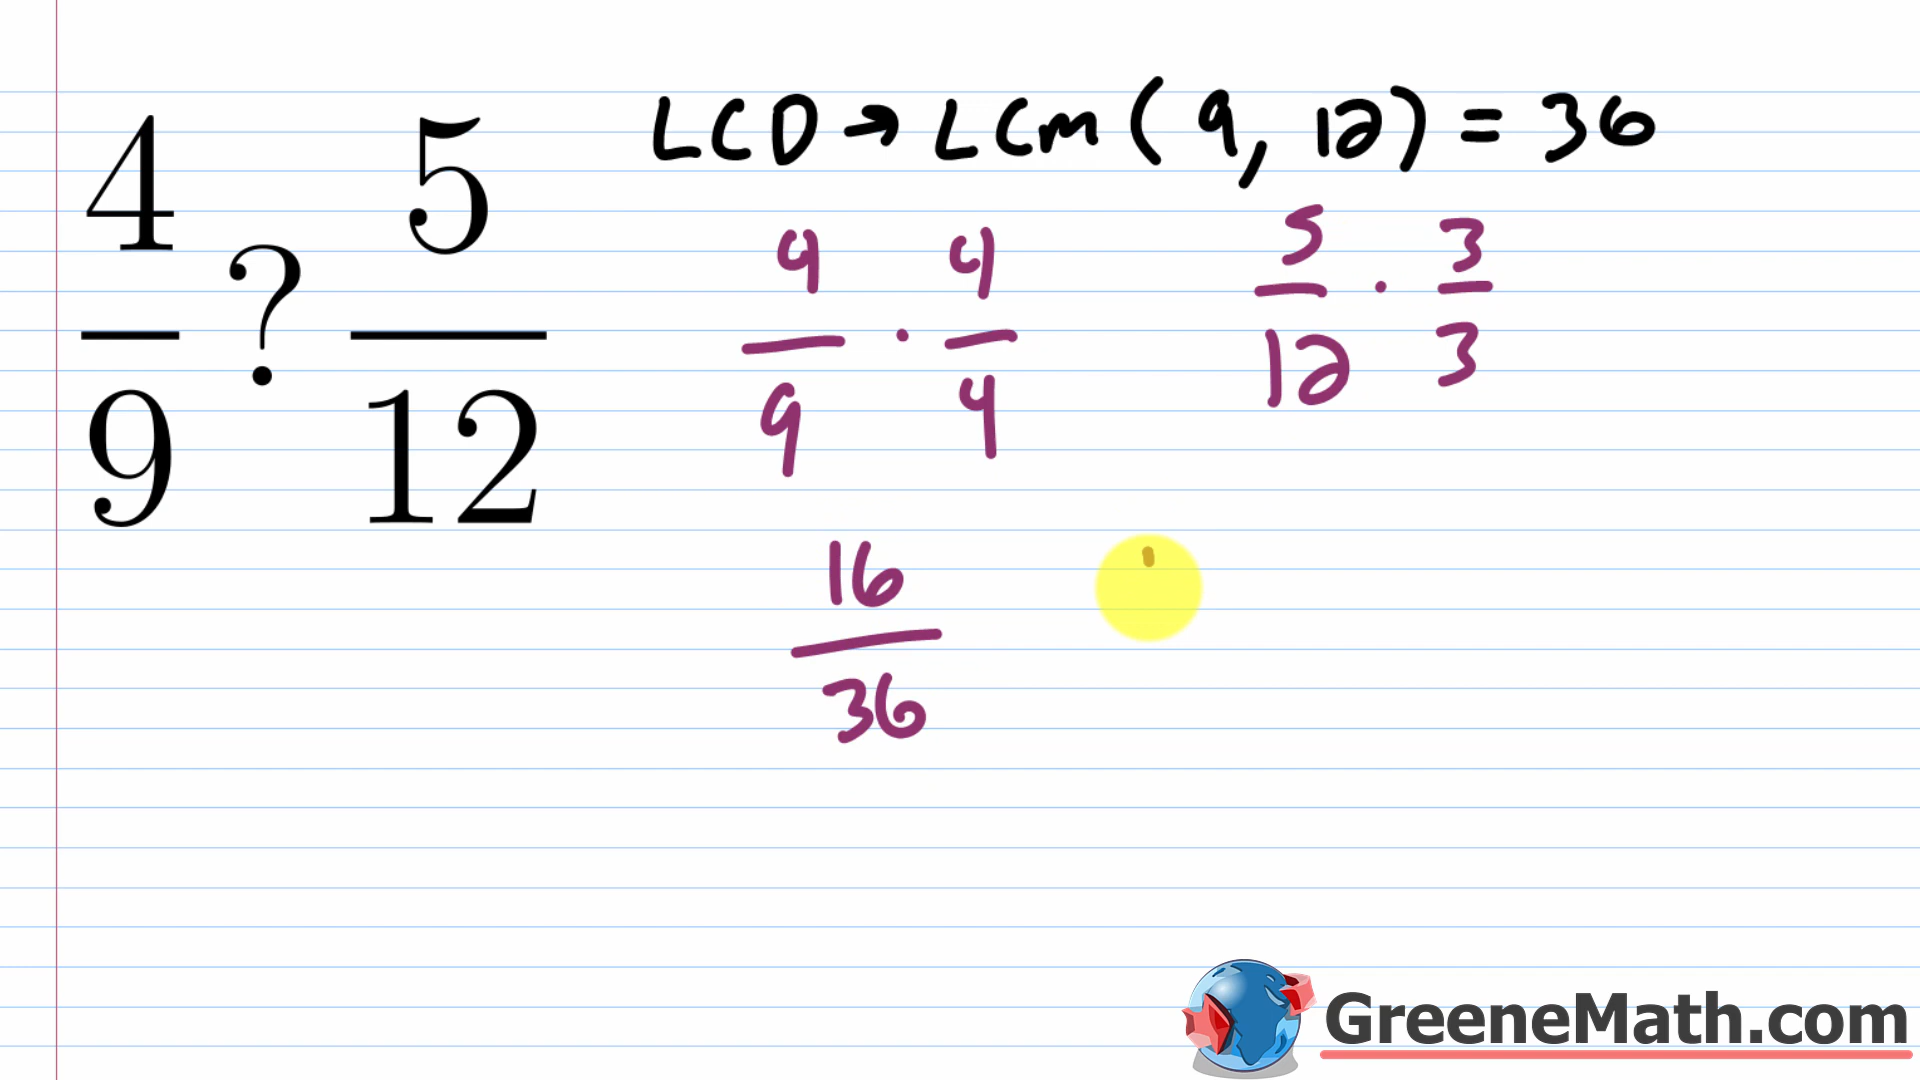 LCD → LCM (9, 12) = 36
4/9 ? 5/12
4/9 · 4/4
5/12 · 3/3
16/36
GreeneMath.com